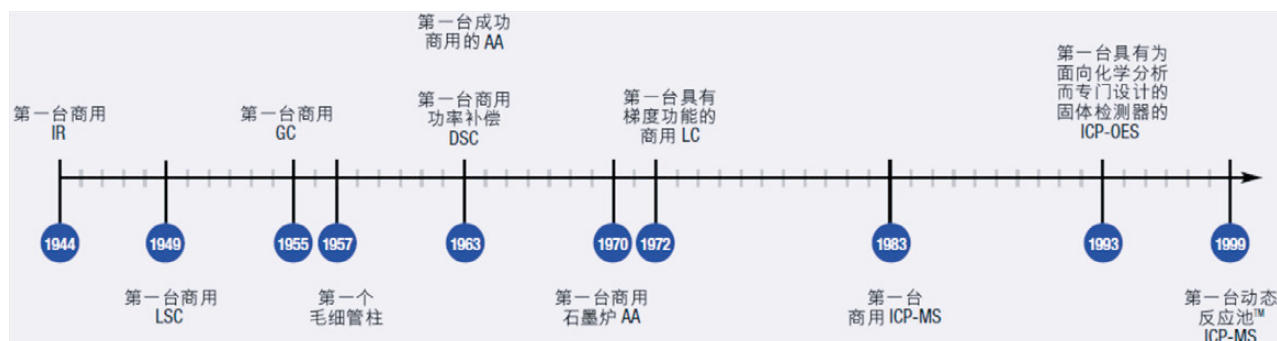 第一台成功
商用的 AA
第一台商用
IR
第一台商用
GC
第一台商用
功率补偿
DSC
第一台具有
梯度功能的
商用 LC
第一台具有为
面向化学分析
而专门设计的
固体检测器的
ICP-OES
1944
1949
1955
1957
1963
1970
1972
1983
1993
1999
第一台商用
LSC
第一个
毛细管柱
第一台商用
石墨炉 AA
第一台
商用 ICP-MS
第一台动态
反应池™
ICP-MS